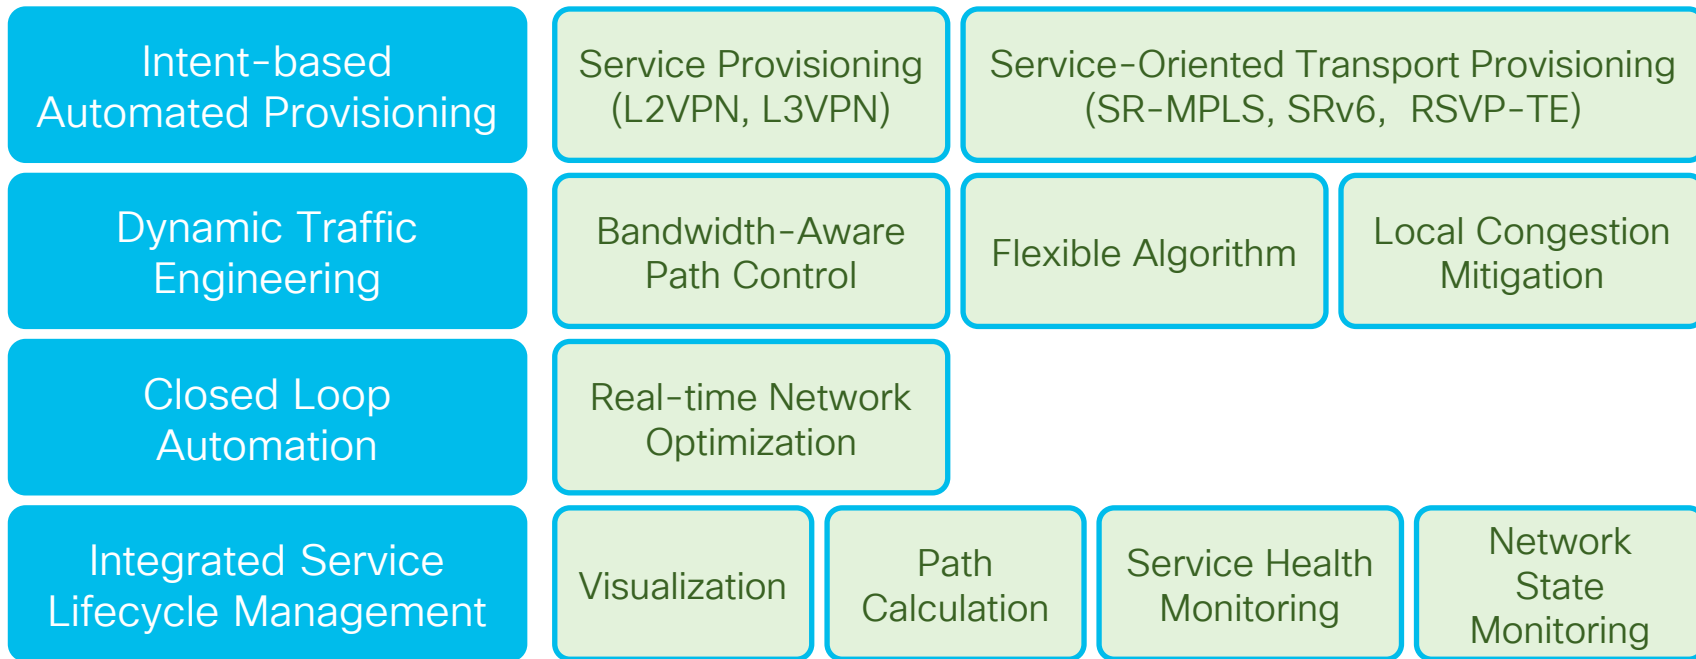 Intent-based
Automated Provisioning
Service Provisioning
(L2VPN, L3VPN)
Service-Oriented Transport Provisioning
(SR-MPLS, SRv6,  RSVP-TE)
Dynamic Traffic
Engineering
Bandwidth-Aware
Path Control
Flexible Algorithm
Local Congestion
Mitigation
Closed Loop
Automation
Real-time Network
Optimization
Integrated Service
Lifecycle Management
Visualization
Path
Calculation
Service Health
Monitoring
Network
State
Monitoring